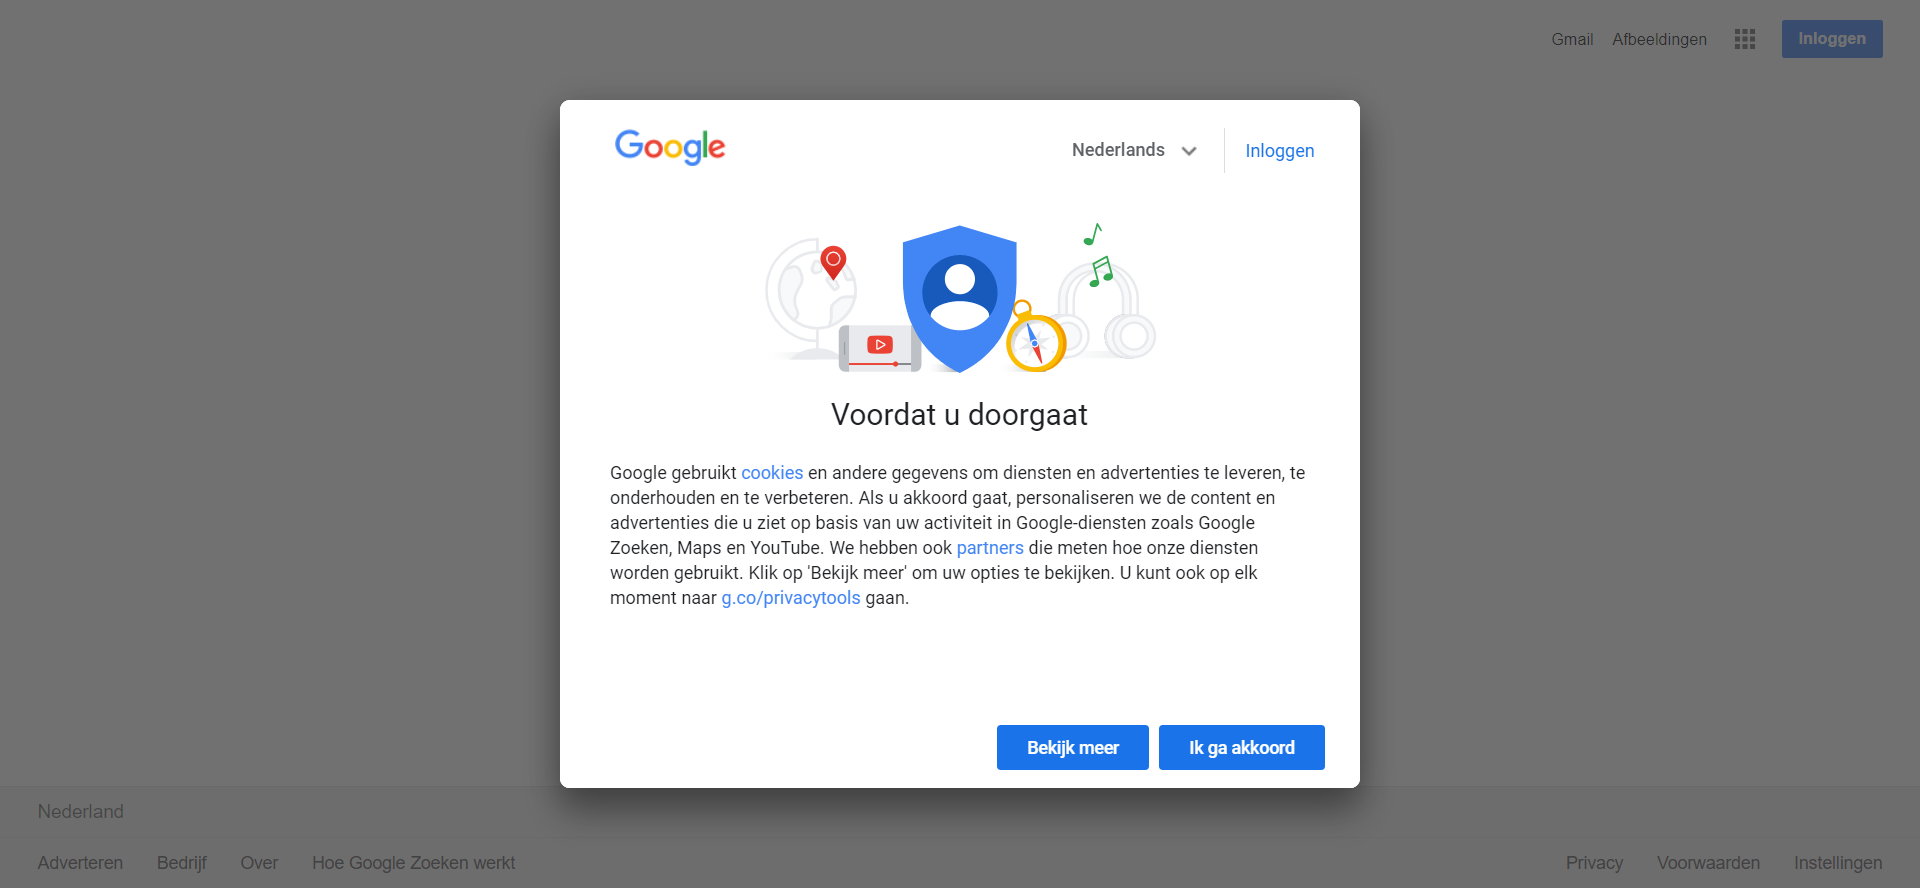 Gmail Afbeeldingen Inloggen
Google
Nederlands
Inloggen
Voordat u doorgaat
Google gebruikt cookies en andere gegevens om diensten en advertenties te leveren, te
onderhouden en te verbeteren. Als u akkoord gaat, personaliseren we de content en
advertenties die u ziet op basis van uw activiteit in Google-diensten zoals Google
Zoeken, Maps en YouTube. We hebben ook partners die meten hoe onze diensten
worden gebruikt. Klik op 'Bekijk meer' om uw opties te bekijken. U kunt ook op elk
moment naar g.co/privacytools gaan.
Bekijk meer
Ik ga akkoord
Nederland
Adverteren Bedrijf Over Hoe Google Zoeken werkt
Privacy Voorwaarden Instellingen